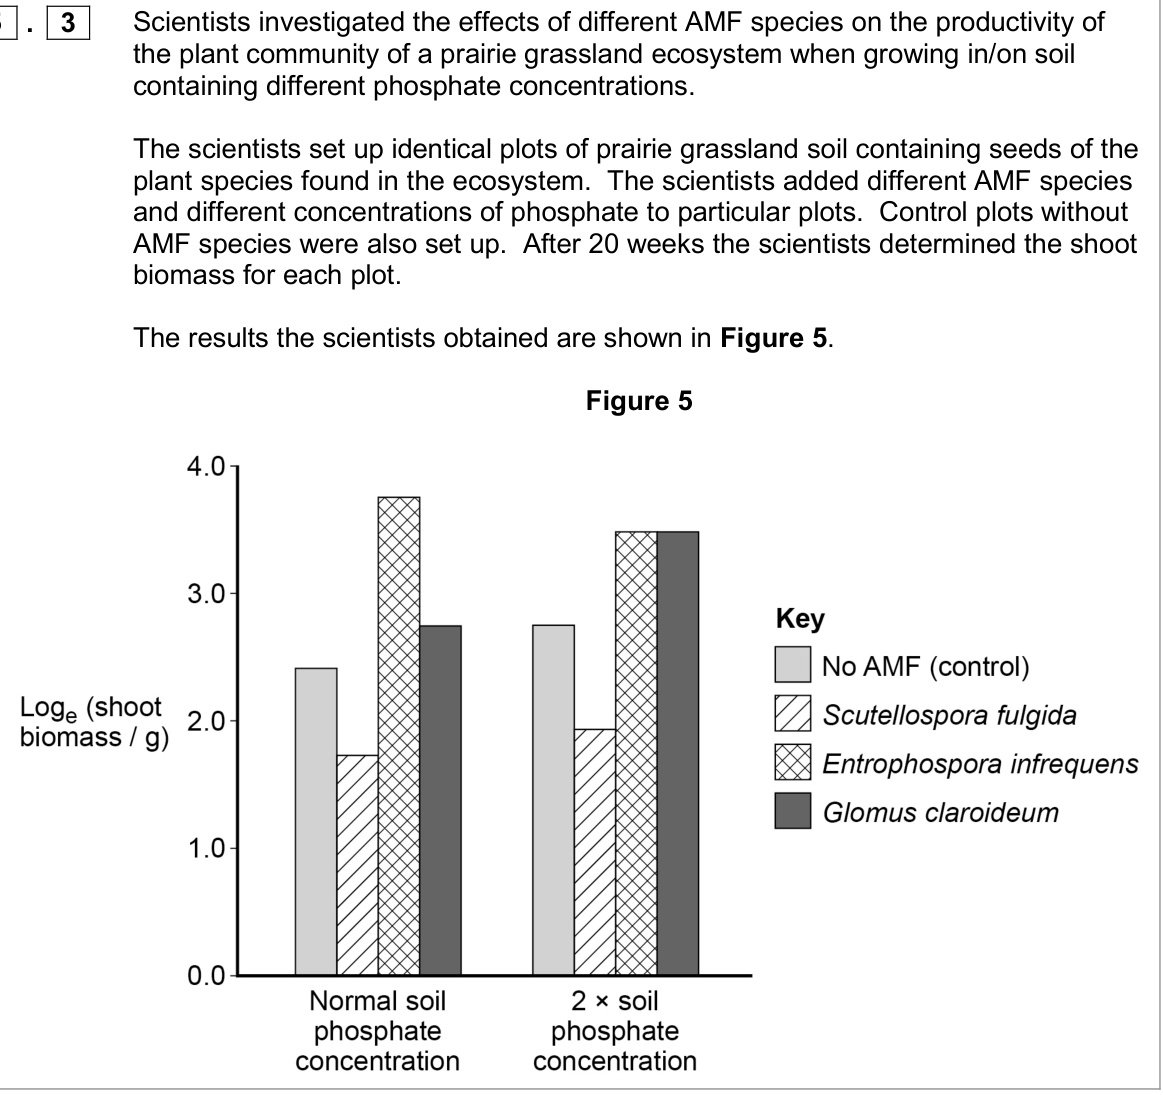 . 3 Scientists investigated the effects of different AMF species on the productivity of
the plant community of a prairie grassland ecosystem when growing in/on soil
containing different phosphate concentrations.
The scientists set up identical plots of prairie grassland soil containing seeds of the
plant species found in the ecosystem. The scientists added different AMF species
and different concentrations of phosphate to particular plots. Control plots without
AMF species were also set up. After 20 weeks the scientists determined the shoot
biomass for each plot.
The results the scientists obtained are shown in Figure 5.
Figure 5
4.0
3.0
2.0
1.0
0.0
Logₑ (shoot
biomass / g)
Normal soil
phosphate
concentration
2 × soil
phosphate
concentration
Key
No AMF (control)
Scutellospora fulgida
Entrophospora infrequens
Glomus claroideum